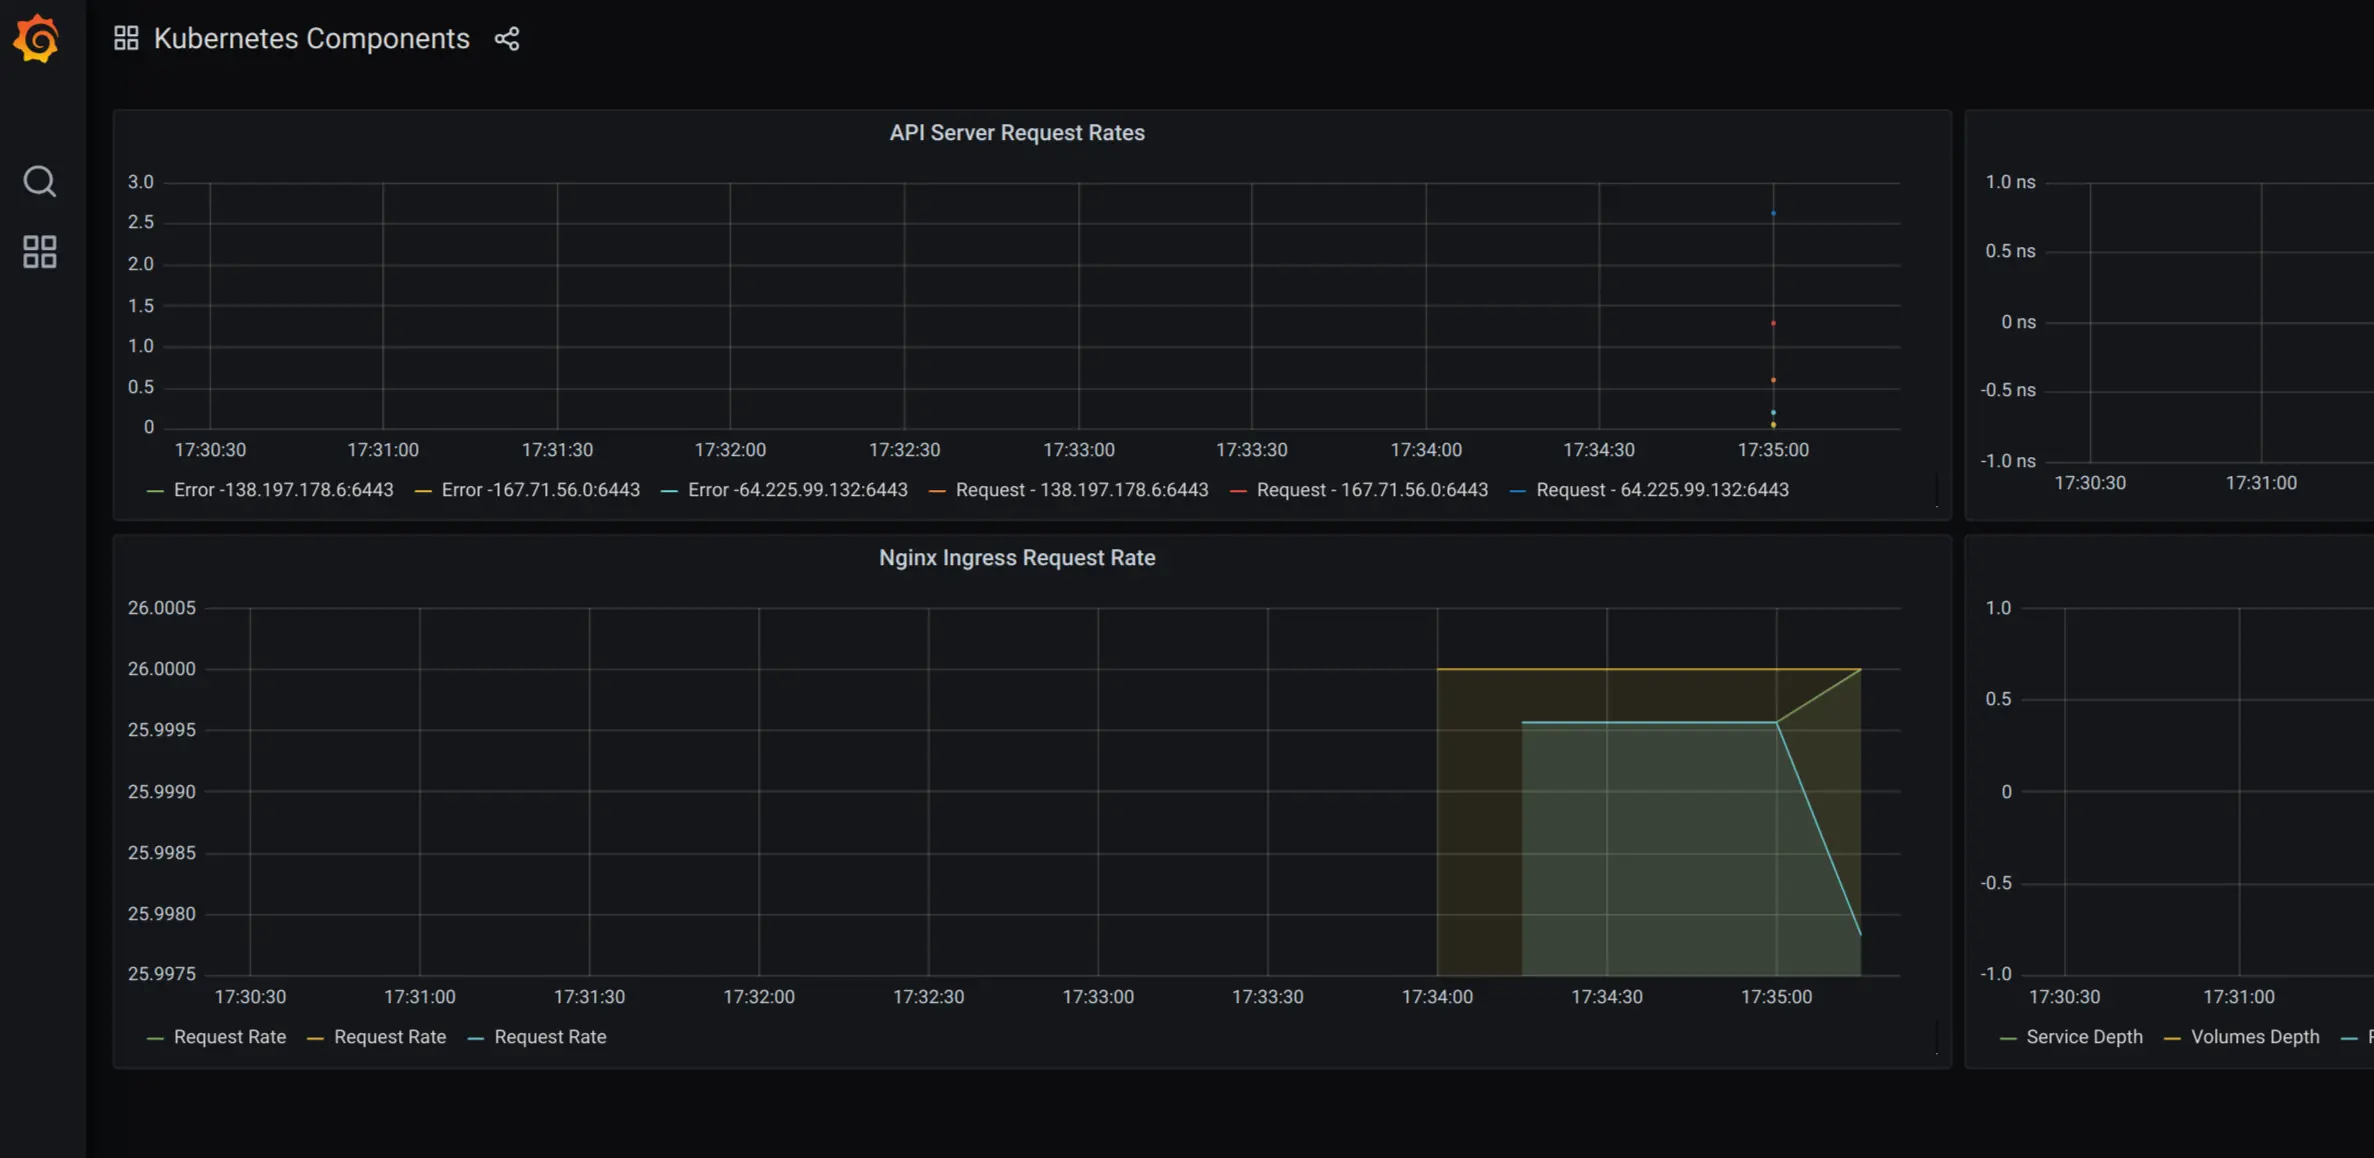 Kubernetes Components
API Server Request Rates
3.0
2.5
2.0
1.5
1.0
0.5
0
17:30:30 17:31:00 17:31:30 17:32:00 17:32:30 17:33:00 17:33:30 17:34:00 17:34:30 17:35:00
Error -138.197.178.6:6443 Error -167.71.56.0:6443 Error -64.225.99.132:6443 Request - 138.197.178.6:6443 Request - 167.71.56.0:6443 Request - 64.225.99.132:6443
1.0 ns
0.5 ns
0 ns
-0.5 ns
-1.0 ns
17:30:30 17:31:00
Nginx Ingress Request Rate
26.0005
26.0000
25.9995
25.9990
25.9985
25.9980
25.9975
17:30:30 17:31:00 17:31:30 17:32:00 17:32:30 17:33:00 17:33:30 17:34:00 17:34:30 17:35:00
Request Rate Request Rate Request Rate
1.0
0.5
0
-0.5
-1.0
17:30:30 17:31:00
Service Depth Volumes Depth